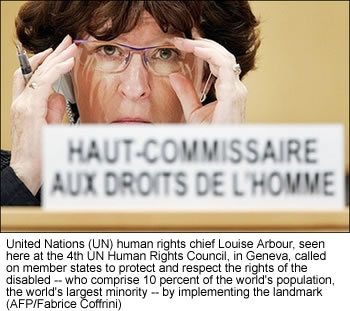 HAUT-COMMISSAIRE
AUX DROITS DE L'HOMME
United Nations (UN) human rights chief Louise Arbour, seen
here at the 4th UN Human Rights Council, in Geneva, called
on member states to protect and respect the rights of the
disabled -- who comprise 10 percent of the world's population,
the world's largest minority -- by implementing the landmark
(AFP/Fabrice Coffrini)